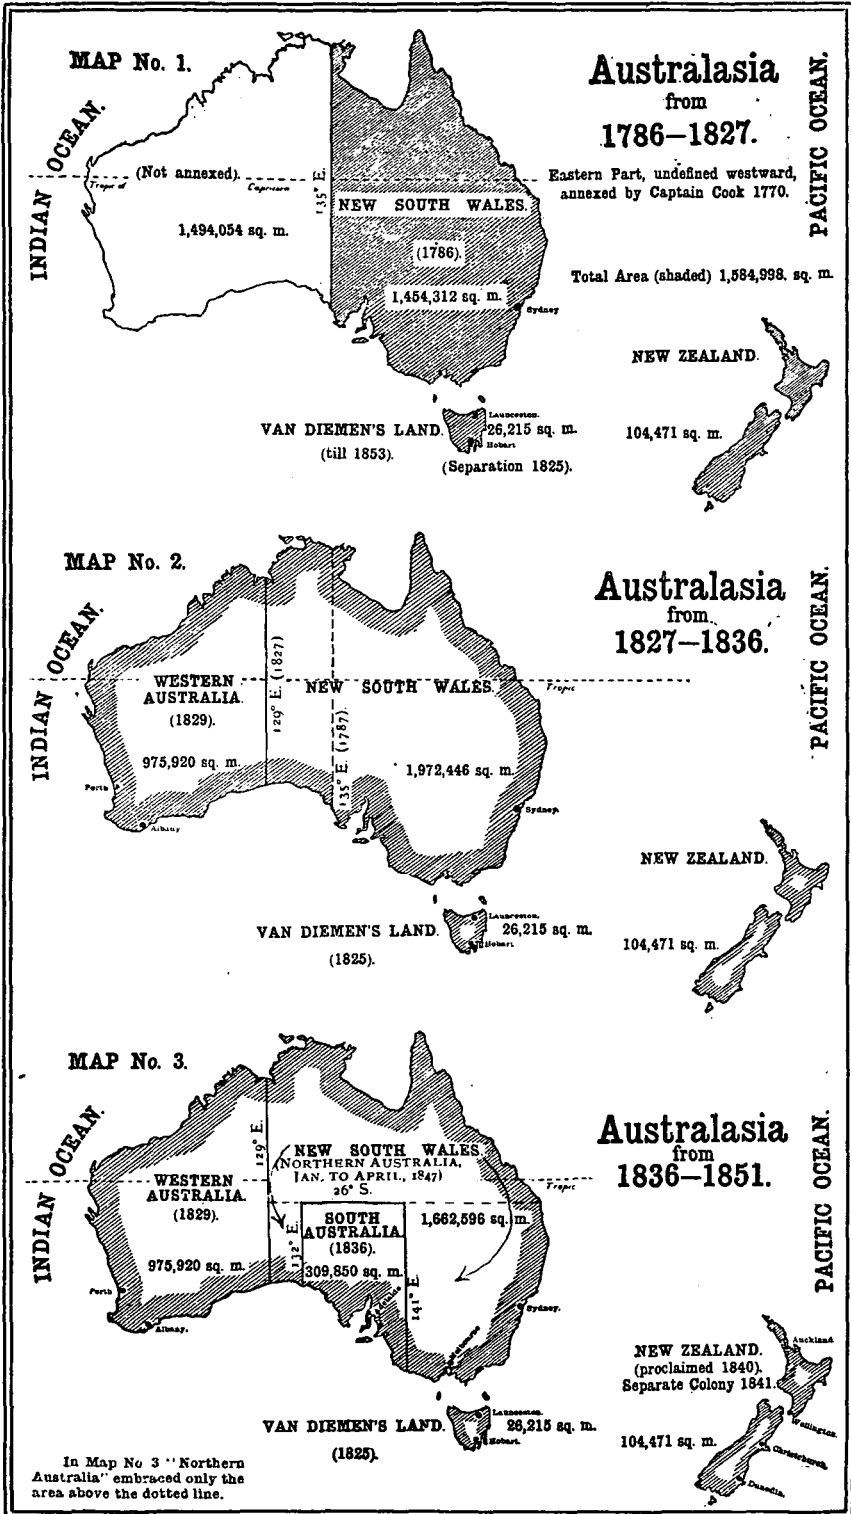 MAP No. 1.
Australasia
from
1786—1827.
Eastern Part, undefined westward,
annexed by Captain Cook 1770.
INDIAN OCEAN.
PACIFIC OCEAN.
(Not annexed).
Tropic of Capricorn
135° E.
NEW SOUTH WALES.
1,494,054 sq. m.
(1786).
Total Area (shaded) 1,584,998. sq. m.
1,454,312 sq. m.
Sydney
NEW ZEALAND.
Launceston.
VAN DIEMEN'S LAND.
26,215 sq. m.
104,471 sq. m.
Hobart
(till 1853).
(Separation 1825).
MAP No. 2.
Australasia
from
1827—1836.
INDIAN OCEAN.
PACIFIC OCEAN.
129° E. (1827)
WESTERN
AUSTRALIA.
(1829).
NEW SOUTH WALES.
Tropic
135° E. (1787).
975,920 sq. m.
1,972,446 sq. m.
Perth
Albany
Sydney.
NEW ZEALAND.
Launceston.
VAN DIEMEN'S LAND.
26,215 sq. m.
Hobart
104,471 sq. m.
(1825).
MAP No. 3.
Australasia
from
1836—1851.
INDIAN OCEAN.
PACIFIC OCEAN.
129° E.
NEW SOUTH WALES.
(NORTHERN AUSTRALIA,
JAN. TO APRIL, 1847)
26° S.
Tropic
WESTERN
AUSTRALIA.
(1829).
132° E.
SOUTH
AUSTRALIA.
(1836).
1,662,596 sq. m.
975,920 sq. m.
309,850 sq. m.
141° E.
Perth
Albany.
Adelaide
Melbourne
Sydney.
NEW ZEALAND.
(proclaimed 1840).
Separate Colony 1841.
Auckland
Launceston.
VAN DIEMEN'S LAND.
26,215 sq. m.
Hobart.
(1825).
104,471 sq. m.
Wellington.
Christchurch.
Dunedin.
In Map No 3 "Northern
Australia" embraced only the
area above the dotted line.